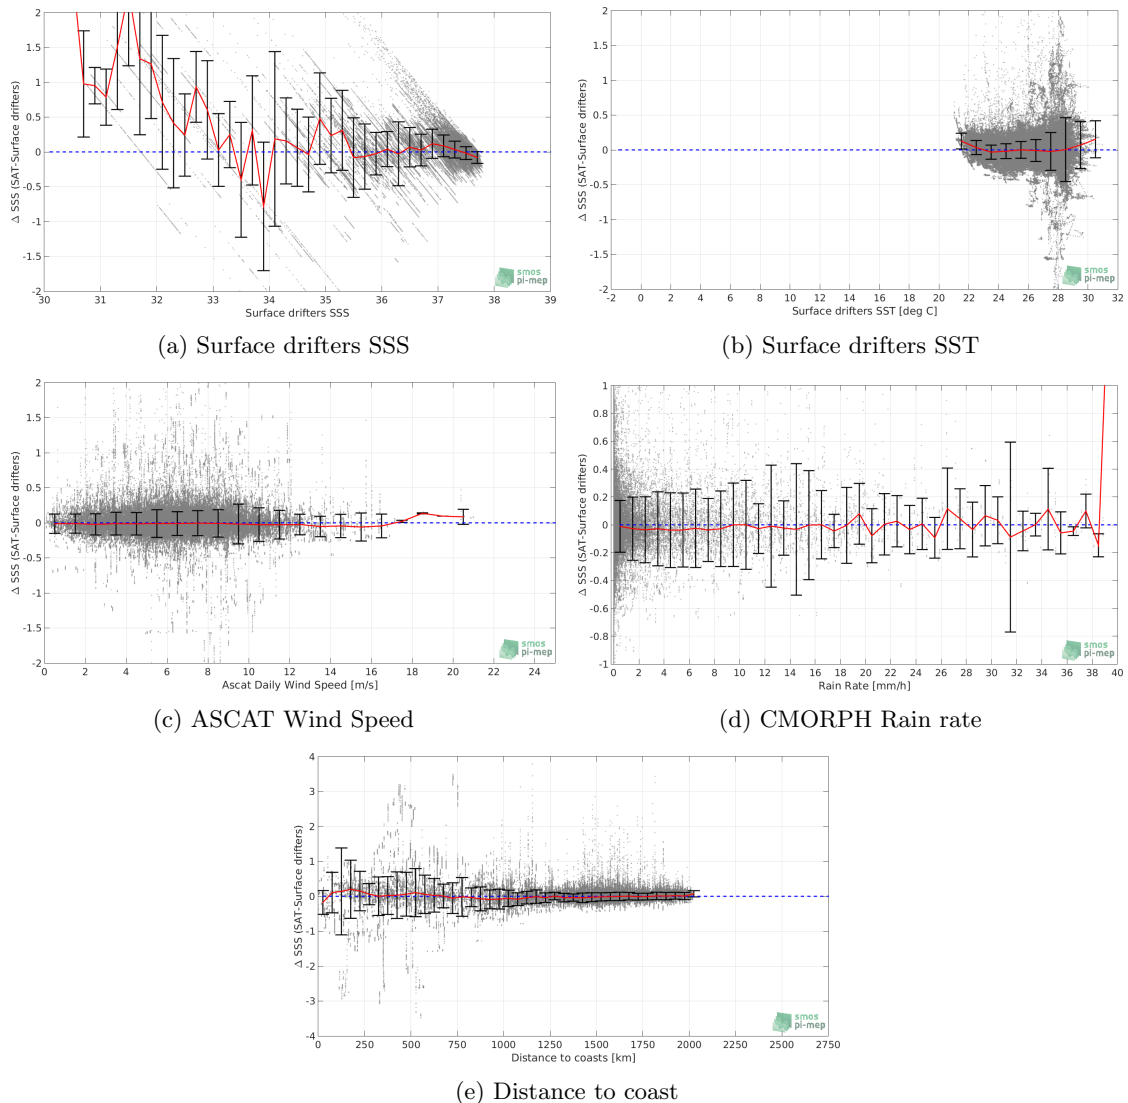 2
1.5
1
0.5
0
-0.5
-1
-1.5
-2
Δ SSS (SAT-Surface drifters)
30 31 32 33 34 35 36 37 38 39
Surface drifters SSS
smos
pi-mep
(a) Surface drifters SSS
2
1.5
1
0.5
0
-0.5
-1
-1.5
-2
Δ SSS (SAT-Surface drifters)
-2 0 2 4 6 8 10 12 14 16 18 20 22 24 26 28 30 32
Surface drifters SST [deg C]
smos
pi-mep
(b) Surface drifters SST
2
1.5
1
0.5
0
-0.5
-1
-1.5
-2
Δ SSS (SAT-Surface drifters)
0 2 4 6 8 10 12 14 16 18 20 22 24
Ascat Daily Wind Speed [m/s]
smos
pi-mep
(c) ASCAT Wind Speed
1
0.8
0.6
0.4
0.2
0
-0.2
-0.4
-0.6
-0.8
-1
Δ SSS (SAT-Surface drifters)
0 2 4 6 8 10 12 14 16 18 20 22 24 26 28 30 32 34 36 38 40
Rain Rate [mm/h]
smos
pi-mep
(d) CMORPH Rain rate
4
3
2
1
0
-1
-2
-3
-4
Δ SSS (SAT-Surface drifters)
0 250 500 750 1000 1250 1500 1750 2000 2250 2500 2750
Distance to coasts [km]
smos
pi-mep
(e) Distance to coast